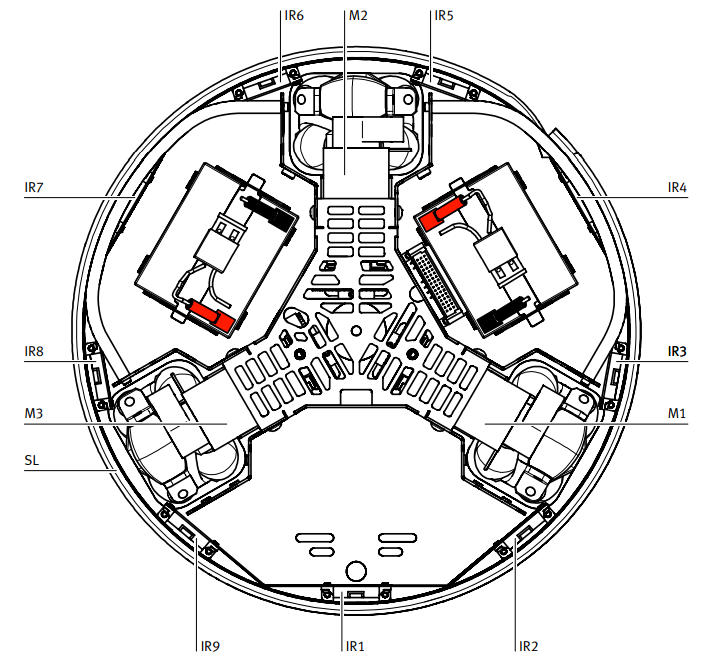 IR6 M2 IR5
IR7 IR4
IR8 IR3
M3 M1
SL
IR9 IR1 IR2